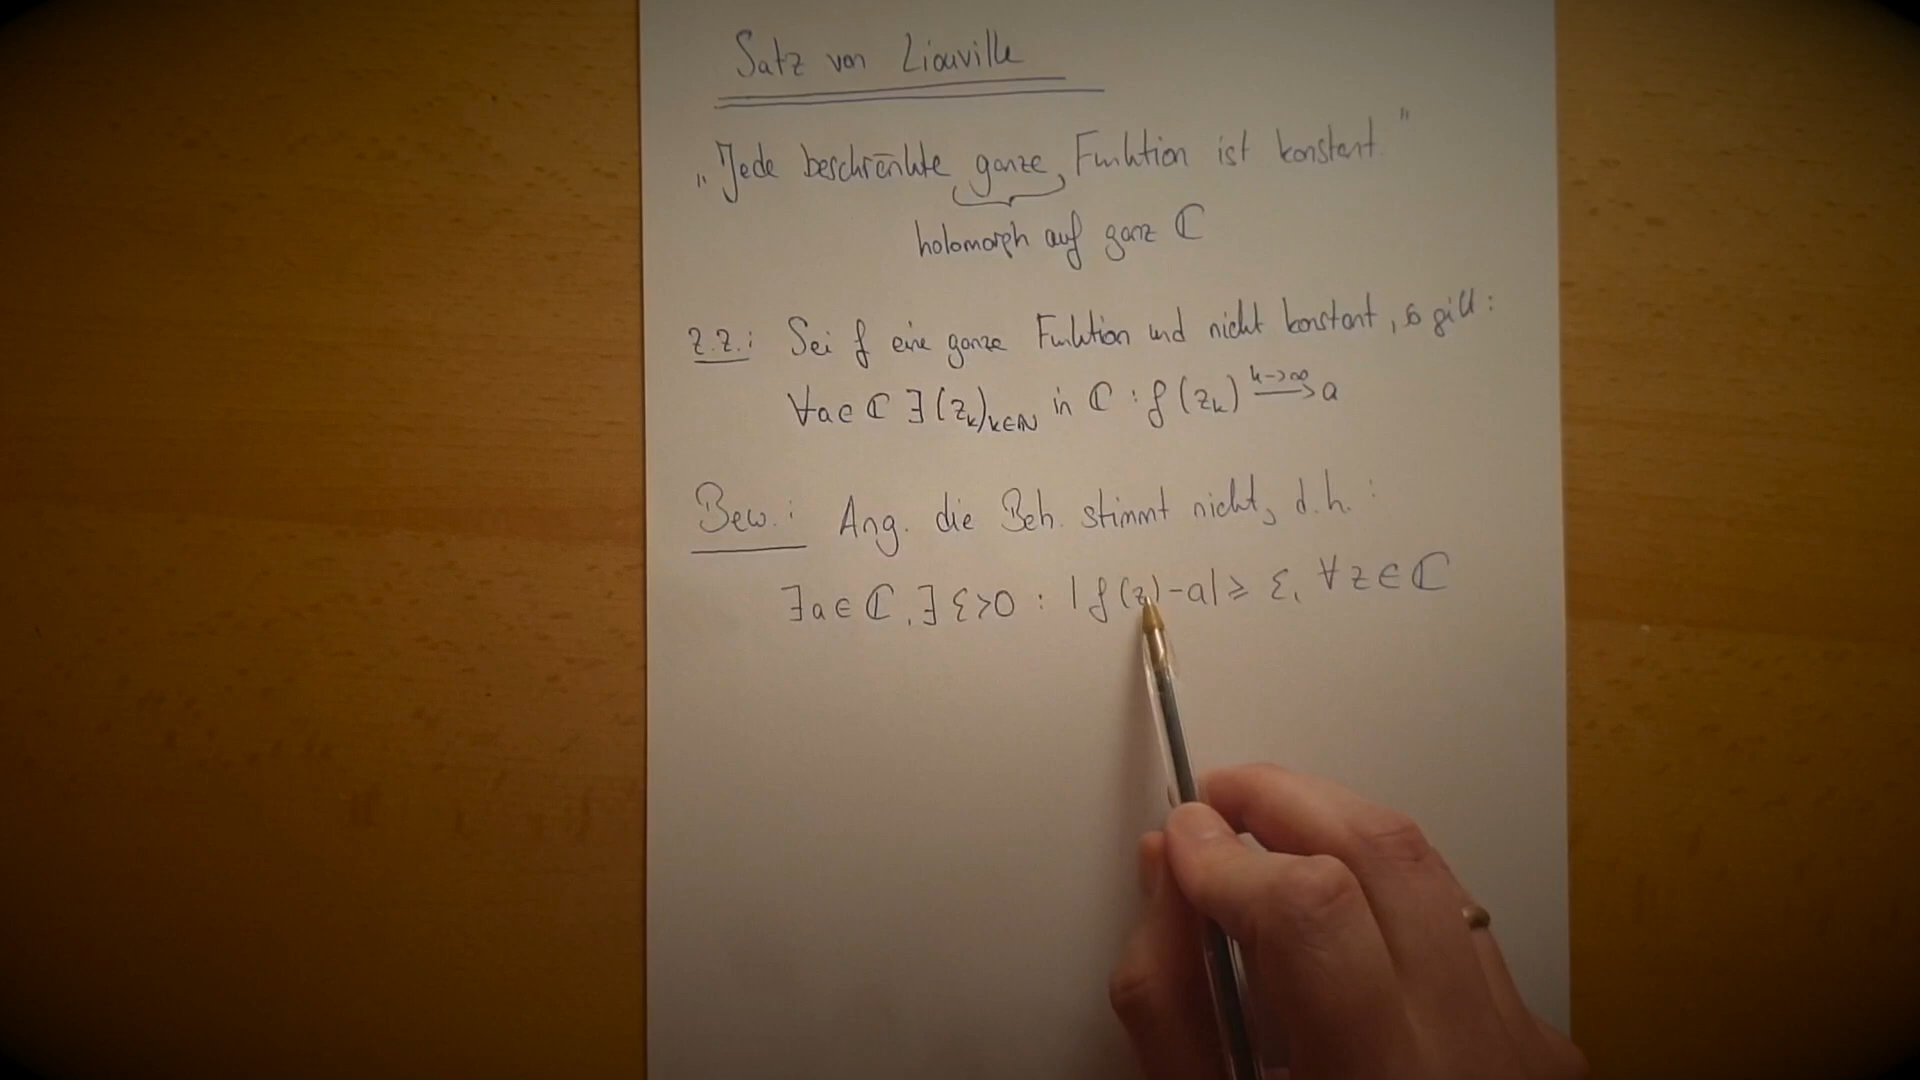 Satz von Liouville
„Jede beschränkte ganze Funktion ist konstant"
holomorph auf ganz ℂ
Z.Z.: Sei f eine ganze Funktion und nicht konstant, so gilt:
∀a∈ℂ ∃(z_k)_{k∈ℕ} in ℂ : f(z_k) \xrightarrow{k→∞} a
Bew.: Ang. die Beh. stimmt nicht, d.h.:
∃a∈ℂ, ∃ε>0 : |f(z)-a| ≥ ε, ∀z∈ℂ